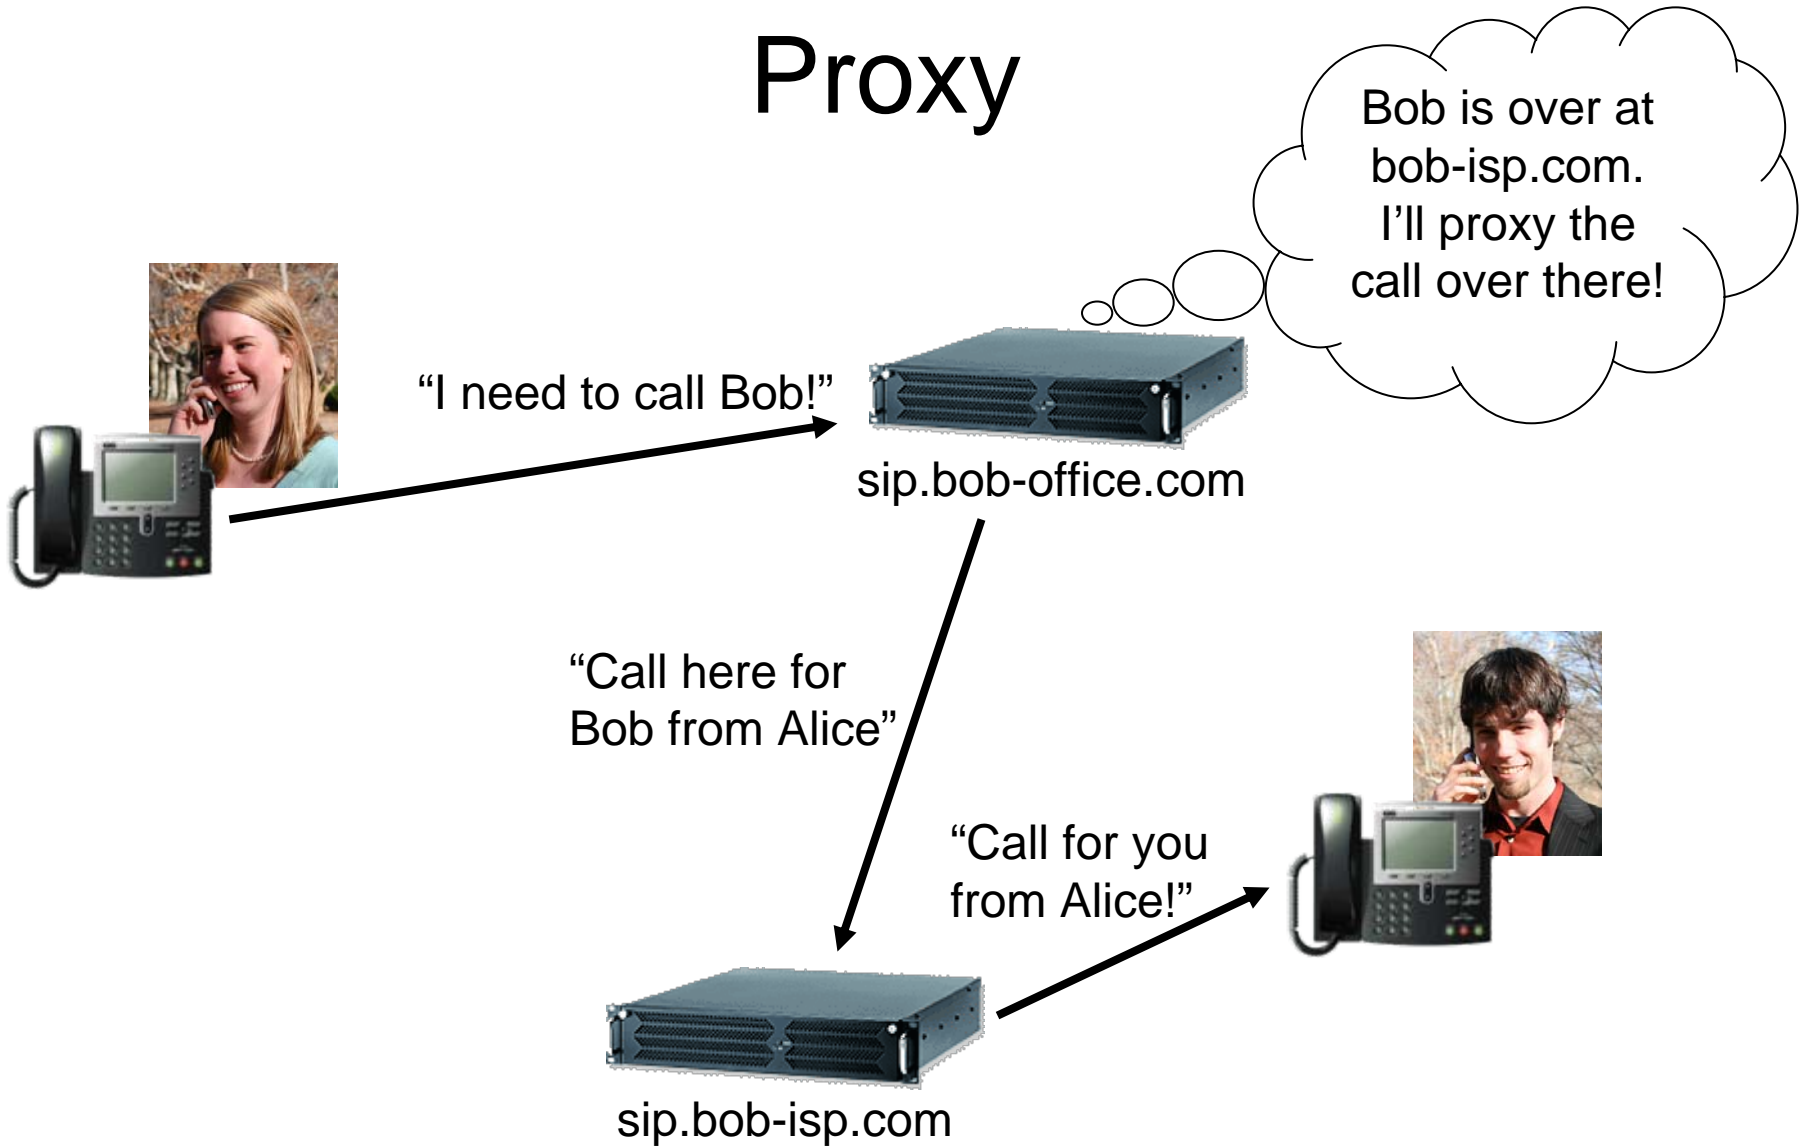 Proxy
Bob is over at
bob-isp.com.
I’ll proxy the
call over there!
“I need to call Bob!”
sip.bob-office.com
“Call here for
Bob from Alice”
“Call for you
from Alice!”
sip.bob-isp.com